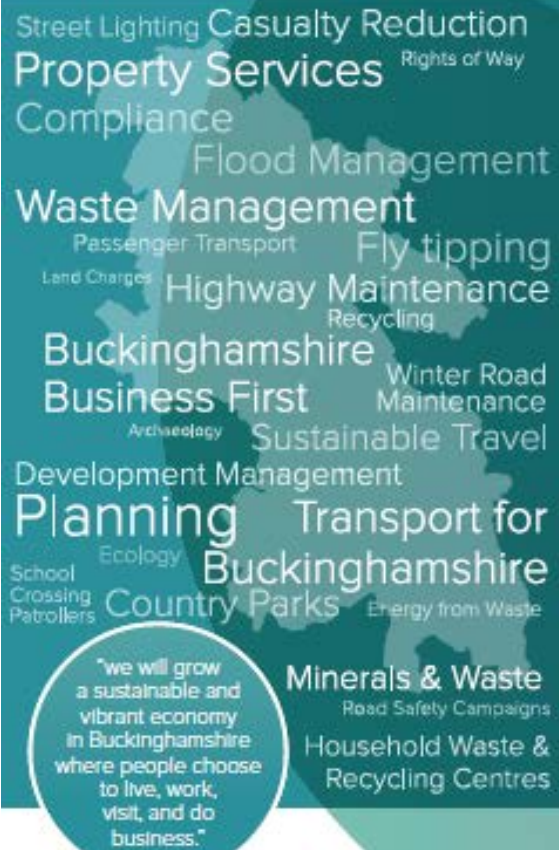 Street Lighting Casualty Reduction
Property Services Rights of Way
Compliance
Flood Management
Waste Management
Passenger Transport Fly tipping
Land Charges Highway Maintenance
Recycling
Buckinghamshire
Business First
Winter Road
Maintenance
Archaeology Sustainable Travel
Development Management
Planning Transport for
Buckinghamshire
Ecology
School
Crossing
Patrollers
Country Parks Energy from Waste
"we will grow
a sustainable and
vibrant economy
in Buckinghamshire
where people choose
to live, work,
visit, and do
business."
Minerals & Waste
Road Safety Campaigns
Household Waste &
Recycling Centres